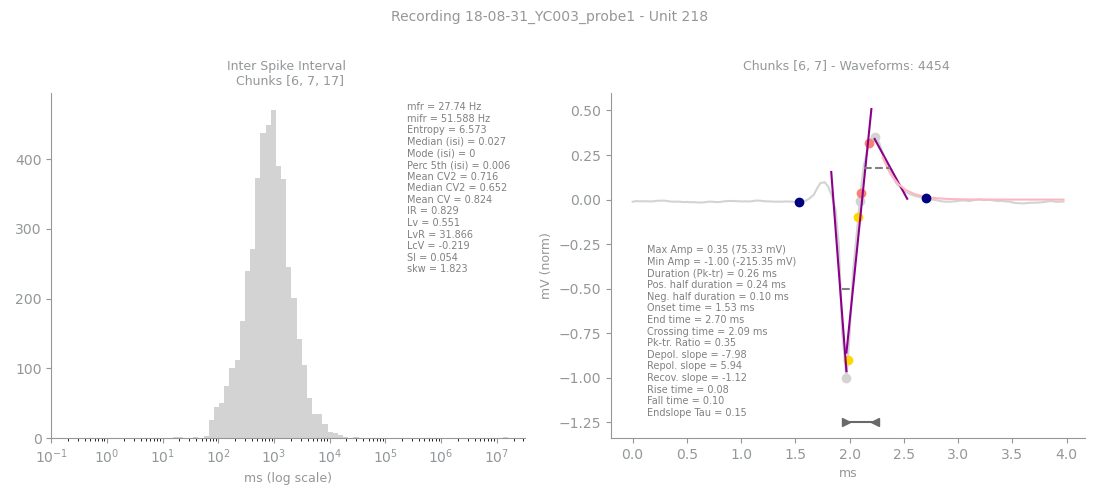 Recording 18-08-31_YC003_probe1 - Unit 218
Inter Spike Interval
Chunks [6, 7, 17]
mfr = 27.74 Hz
mifr = 51.588 Hz
Entropy = 6.573
Median (isi) = 0.027
Mode (isi) = 0
Perc 5th (isi) = 0.006
Mean CV2 = 0.716
Median CV2 = 0.652
Mean CV = 0.824
IR = 0.829
Lv = 0.551
LvR = 31.866
LcV = -0.219
SI = 0.054
skw = 1.823
400
300
200
100
0
10⁻¹ 10⁰ 10¹ 10² 10³ 10⁴ 10⁵ 10⁶ 10⁷
ms (log scale)
Chunks [6, 7] - Waveforms: 4454
mV (norm)
0.50
0.25
0.00
−0.25
−0.50
−0.75
−1.00
−1.25
Max Amp = 0.35 (75.33 mV)
Min Amp = -1.00 (-215.35 mV)
Duration (Pk-tr) = 0.26 ms
Pos. half duration = 0.24 ms
Neg. half duration = 0.10 ms
Onset time = 1.53 ms
End time = 2.70 ms
Crossing time = 2.09 ms
Pk-tr. Ratio = 0.35
Depol. slope = -7.98
Repol. slope = 5.94
Recov. slope = -1.12
Rise time = 0.08
Fall time = 0.10
Endslope Tau = 0.15
0.0 0.5 1.0 1.5 2.0 2.5 3.0 3.5 4.0
ms